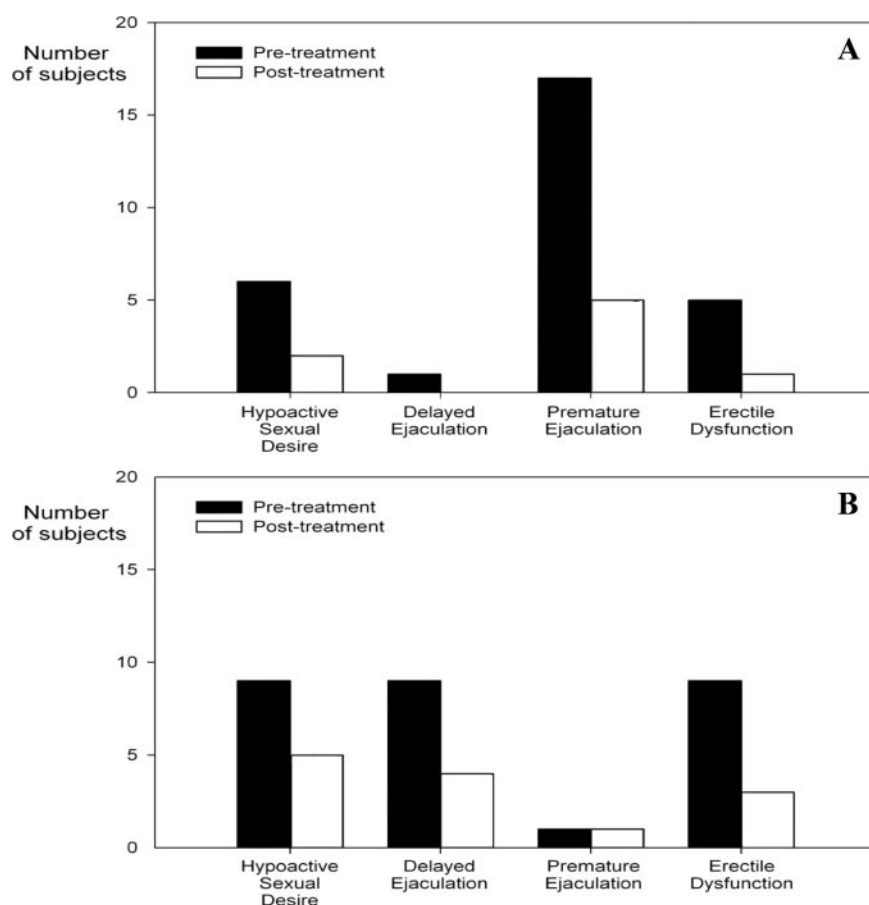 A
Number
of subjects
Pre-treatment
Post-treatment
20
15
10
5
0
Hypoactive
Sexual
Desire
Delayed
Ejaculation
Premature
Ejaculation
Erectile
Dysfunction
B
Number
of subjects
Pre-treatment
Post-treatment
20
15
10
5
0
Hypoactive
Sexual
Desire
Delayed
Ejaculation
Premature
Ejaculation
Erectile
Dysfunction